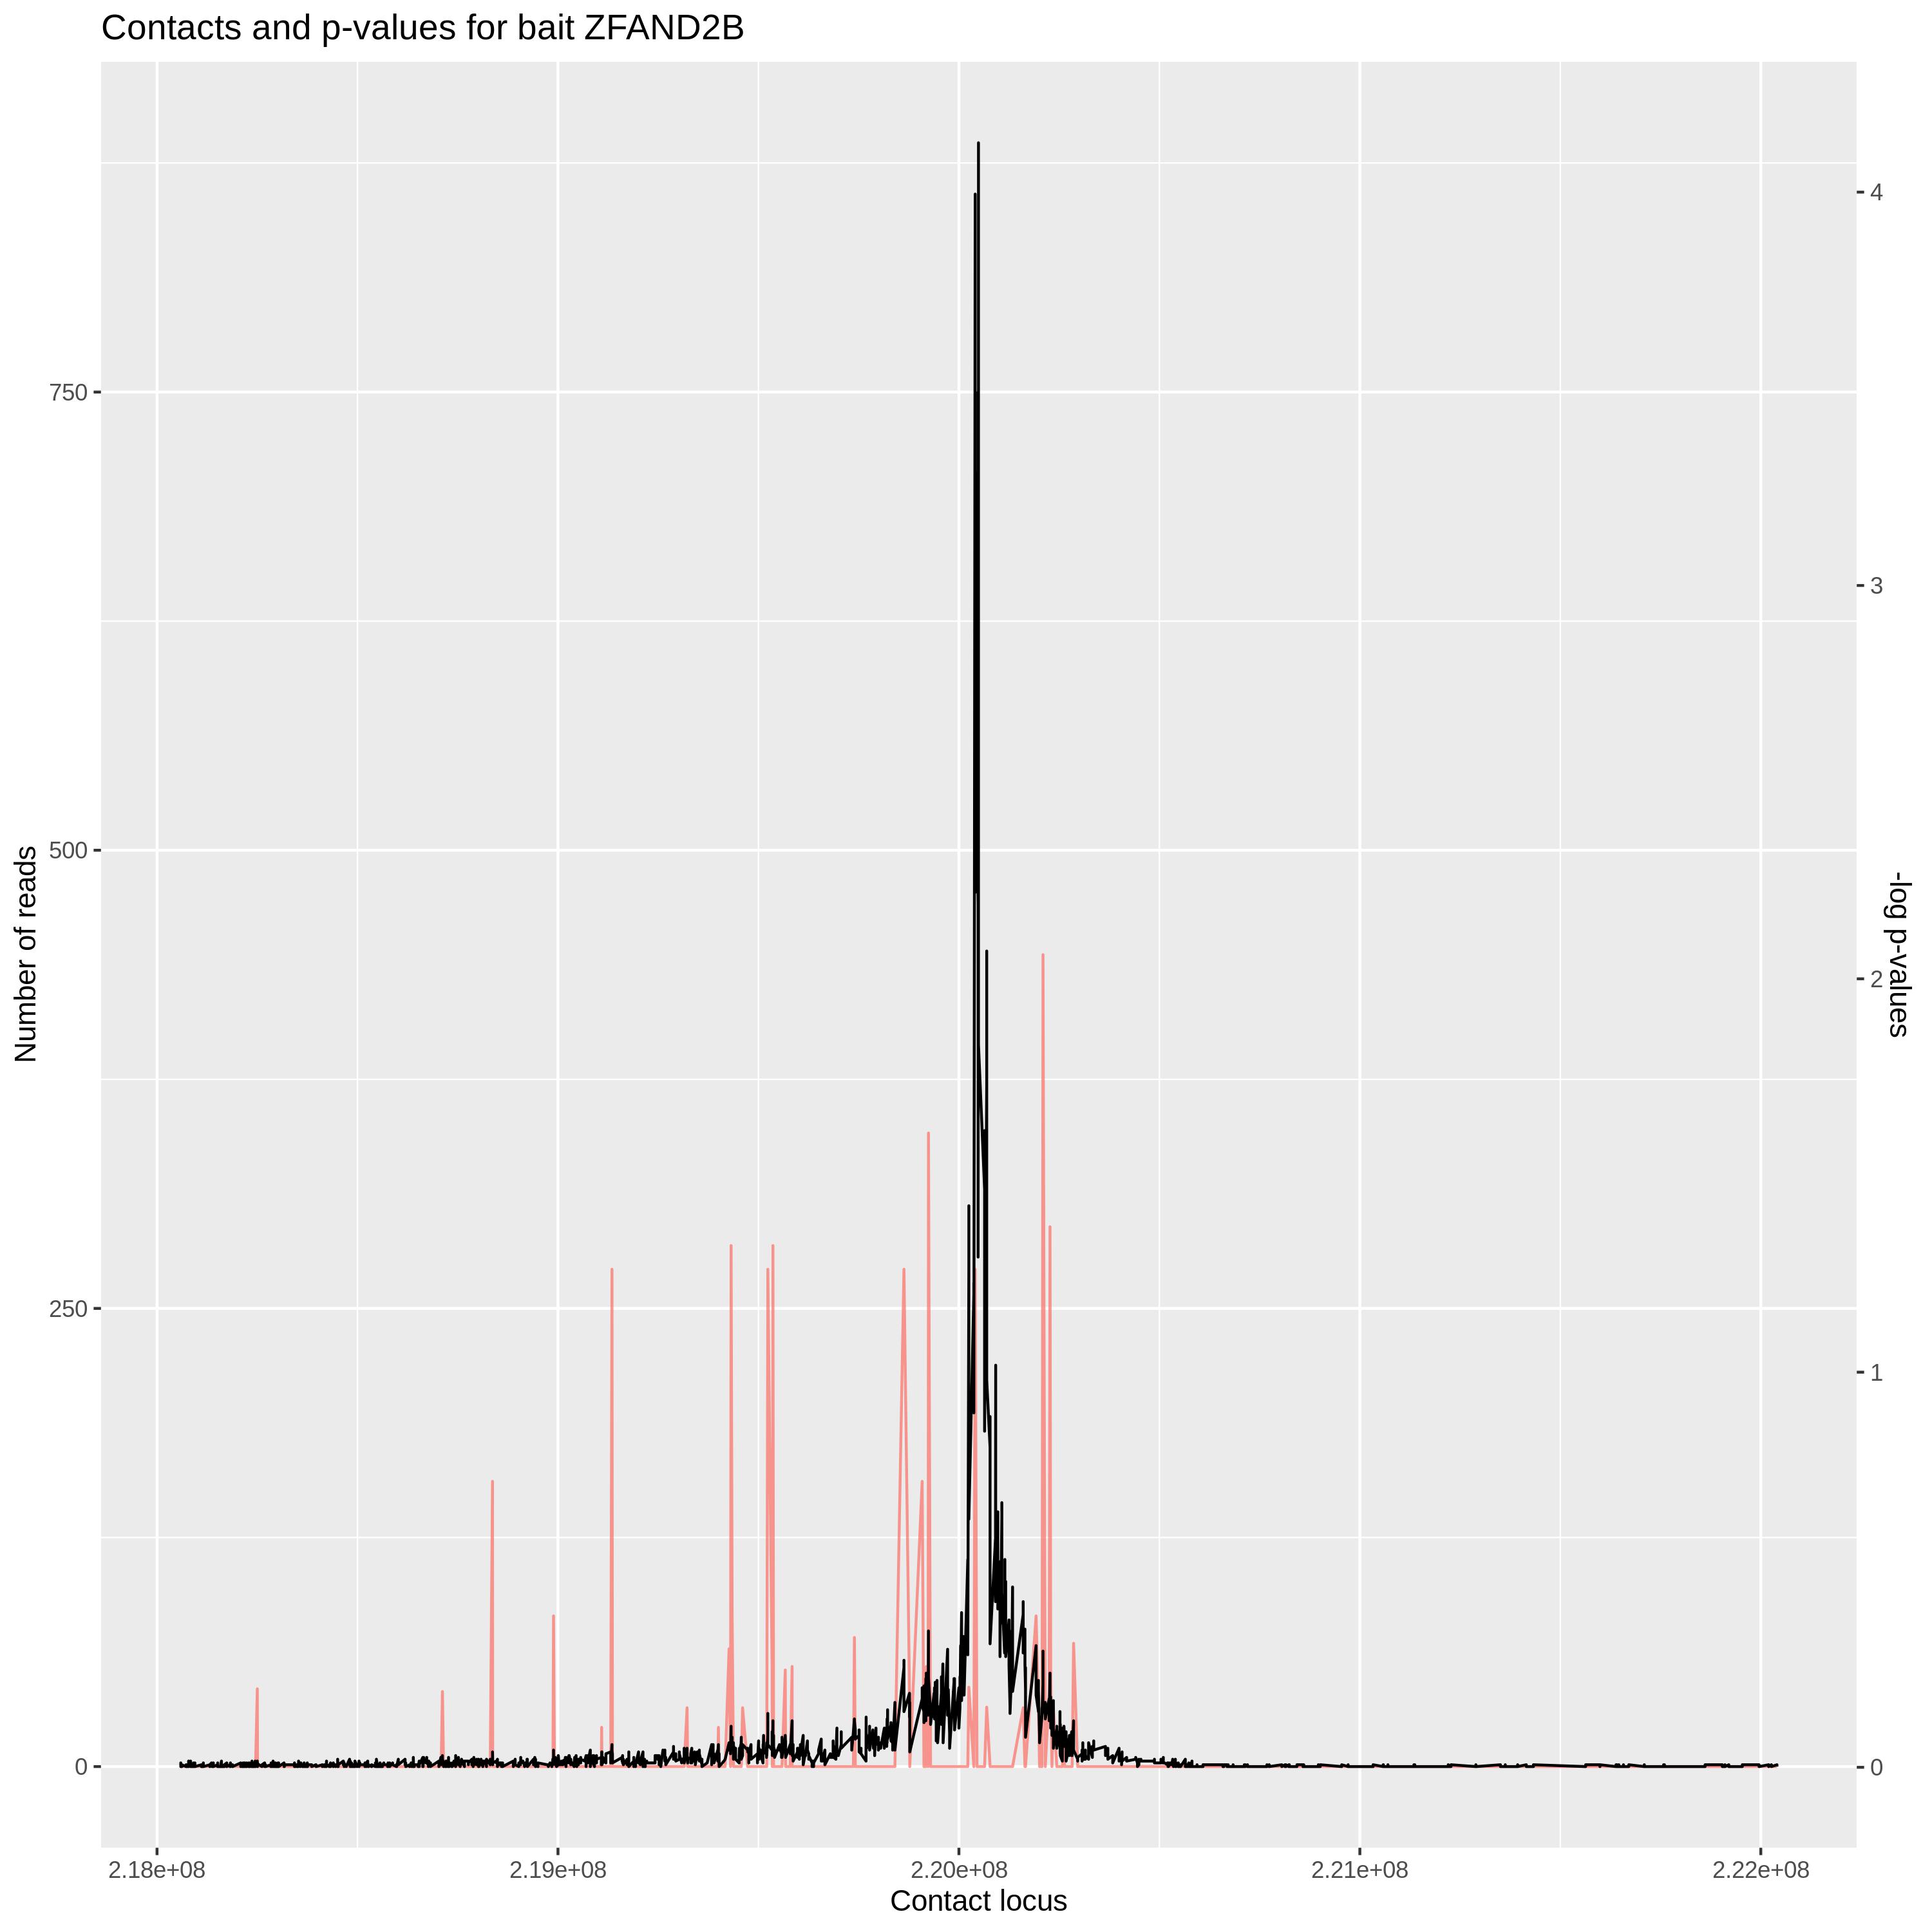 Contacts and p-values for bait ZFAND2B
Number of reads
750
500
250
0
4
3
2
1
0
-log p-values
2.18e+08 2.19e+08 2.20e+08 2.21e+08 2.22e+08
Contact locus